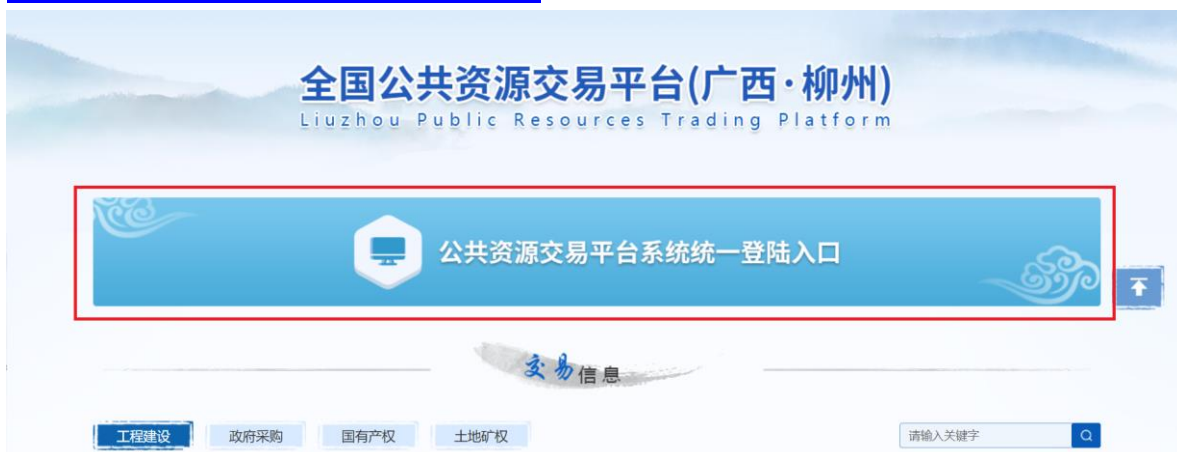 全国公共资源交易平台(广西·柳州)
Liuzhou Public Resources Trading Platform
公共资源交易平台系统统一登陆入口
交易信息
工程建设 政府采购 国有产权 土地矿权 请输入关键字